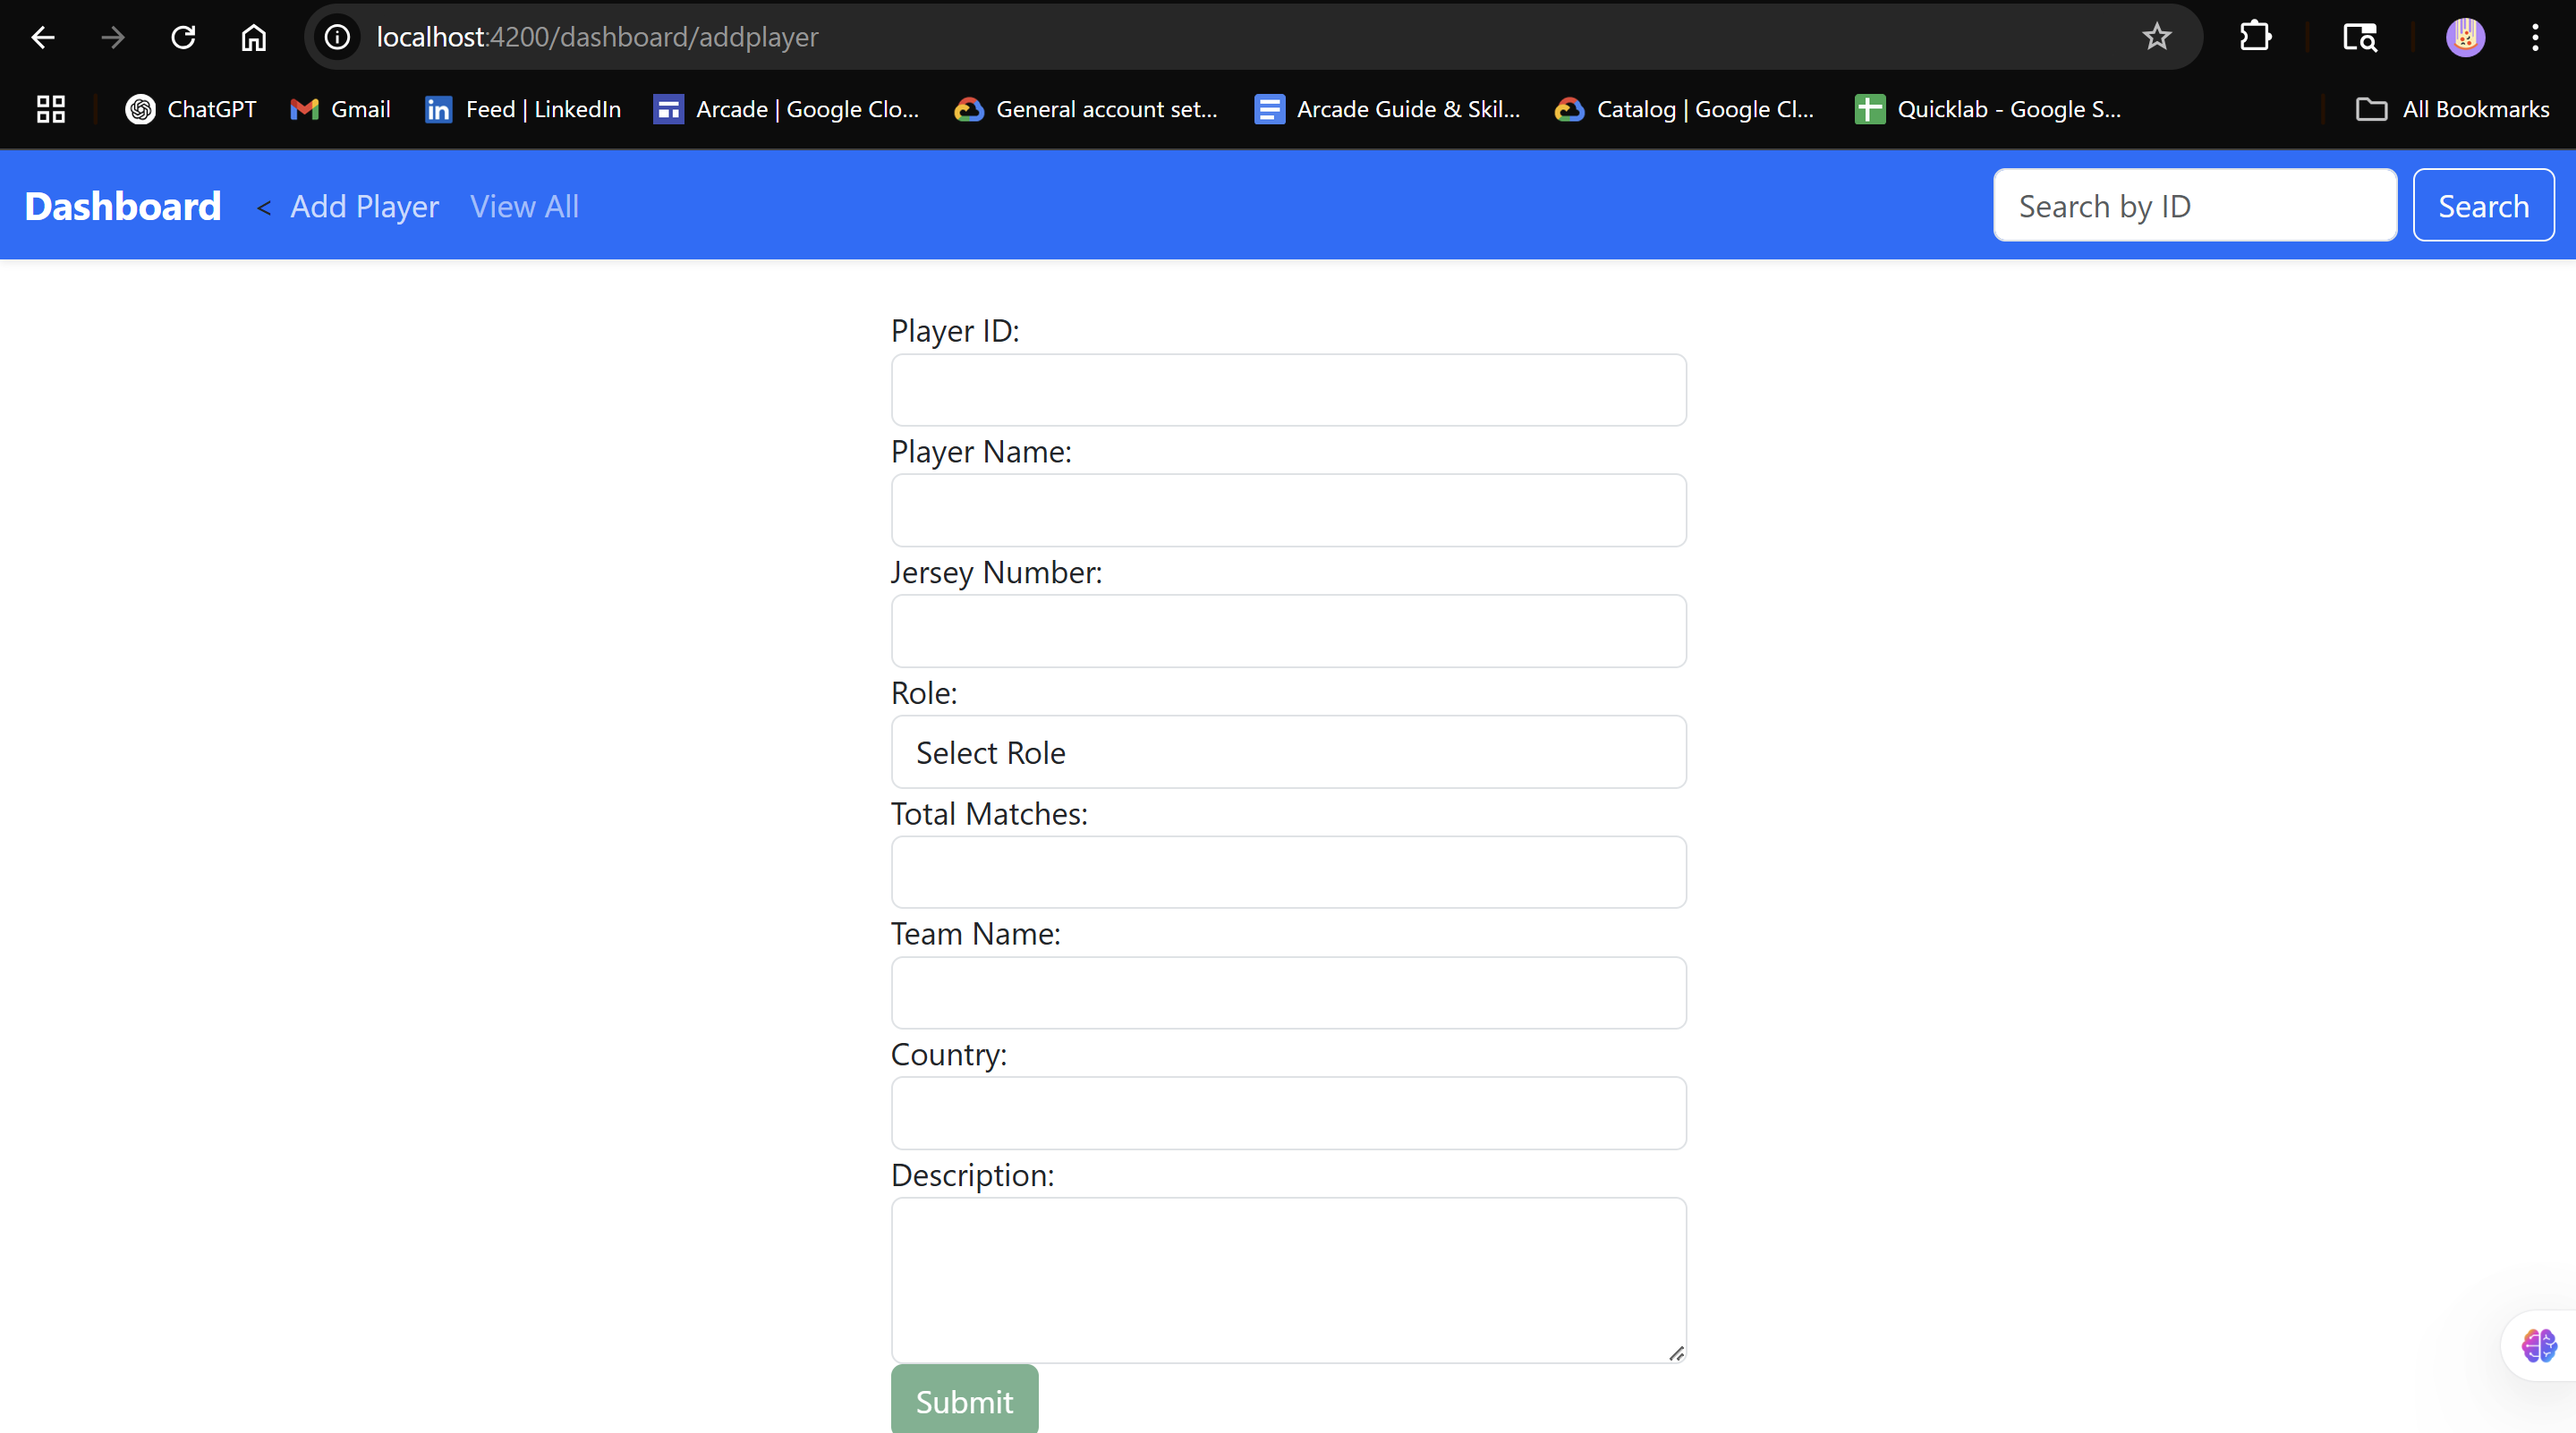 localhost:4200/dashboard/addplayer
ChatGPT Gmail Feed | LinkedIn Arcade | Google Clo... General account set... Arcade Guide & Skil... Catalog | Google Cl... Quicklab - Google S... All Bookmarks
Dashboard < Add Player View All Search by ID Search
Player ID:
Player Name:
Jersey Number:
Role:
Select Role
Total Matches:
Team Name:
Country:
Description:
Submit